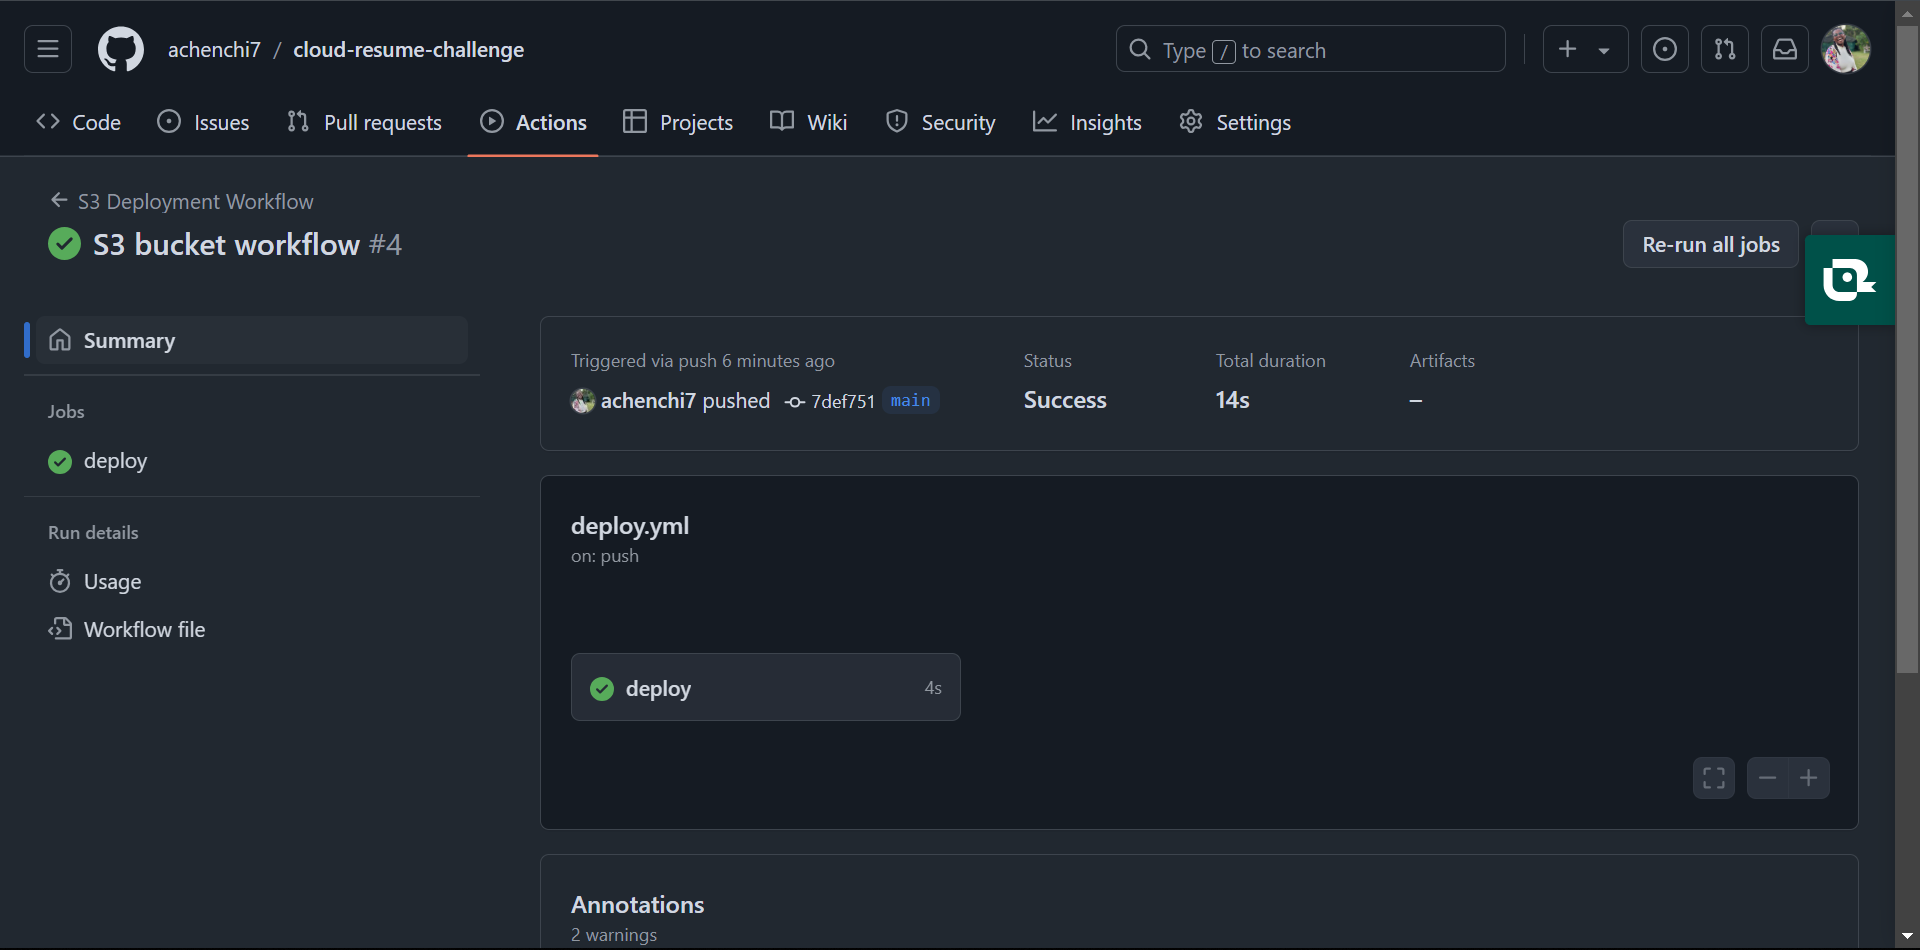 achenchi7 / cloud-resume-challenge
Type / to search
Code Issues Pull requests Actions Projects Wiki Security Insights Settings
S3 Deployment Workflow
S3 bucket workflow #4
Re-run all jobs
Summary
Jobs
deploy
Run details
Usage
Workflow file
Triggered via push 6 minutes ago
achenchi7 pushed 7def751 main
Status
Success
Total duration
14s
Artifacts
–
deploy.yml
on: push
deploy 4s
Annotations
2 warnings